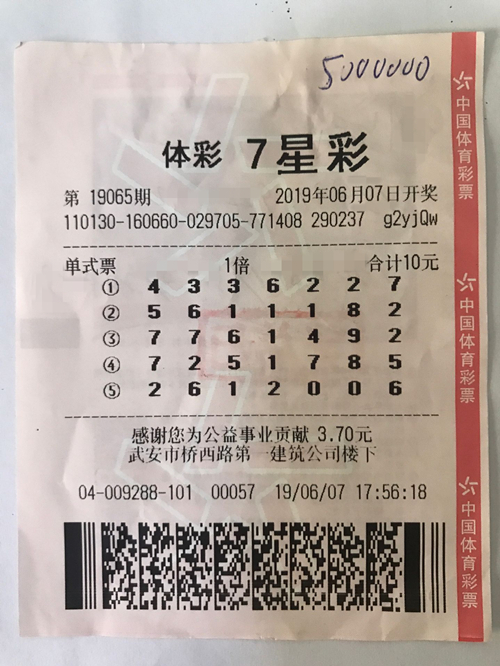 5000000
体彩 7星彩
第 19065期 2019年06月07日开奖
110130-160660-029705-771408 290237 g2yjQw
单式票 1倍 合计10元
① 4 3 3 6 2 2 7
② 5 6 1 1 1 8 2
③ 7 7 6 1 4 9 2
④ 7 2 5 1 7 8 5
⑤ 2 6 1 2 0 0 6
感谢您为公益事业贡献 3.70元
武安市桥西路第一建筑公司楼下
04-009288-101 00057 19/06/07 17:56:18
中国体育彩票
中国体育彩票
中国体育彩票